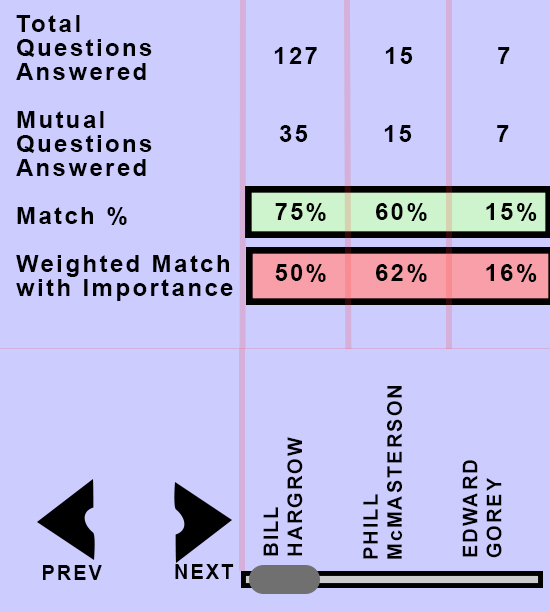 Total
Questions
Answered
127 15 7
Mutual
Questions
Answered
35 15 7
Match %
75% 60% 15%
Weighted Match
with Importance
50% 62% 16%
BILL
HARGROW
PHILL
McMASTERSON
EDWARD
GOREY
PREV
NEXT